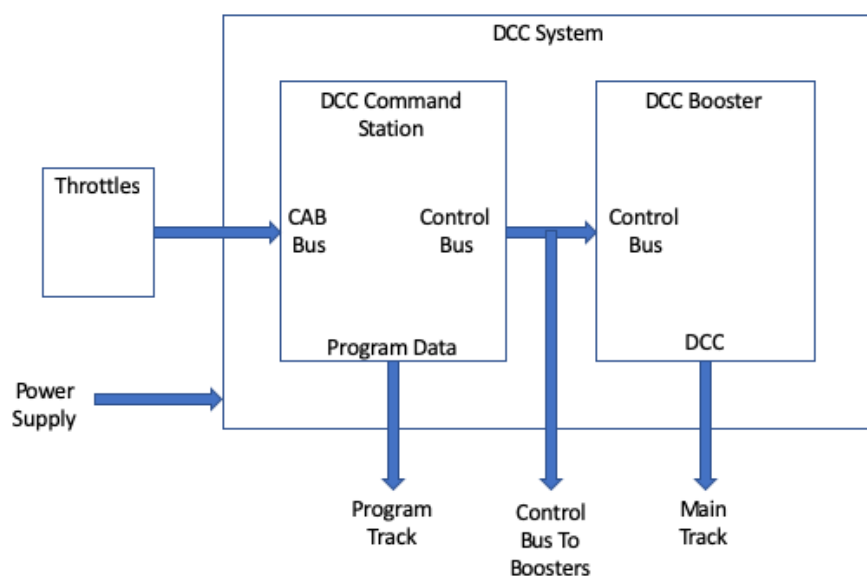 DCC System
DCC Command
Station
DCC Booster
Throttles
CAB
Bus
Control
Bus
Control
Bus
Program Data
DCC
Power
Supply
Program
Track
Control
Bus To
Boosters
Main
Track